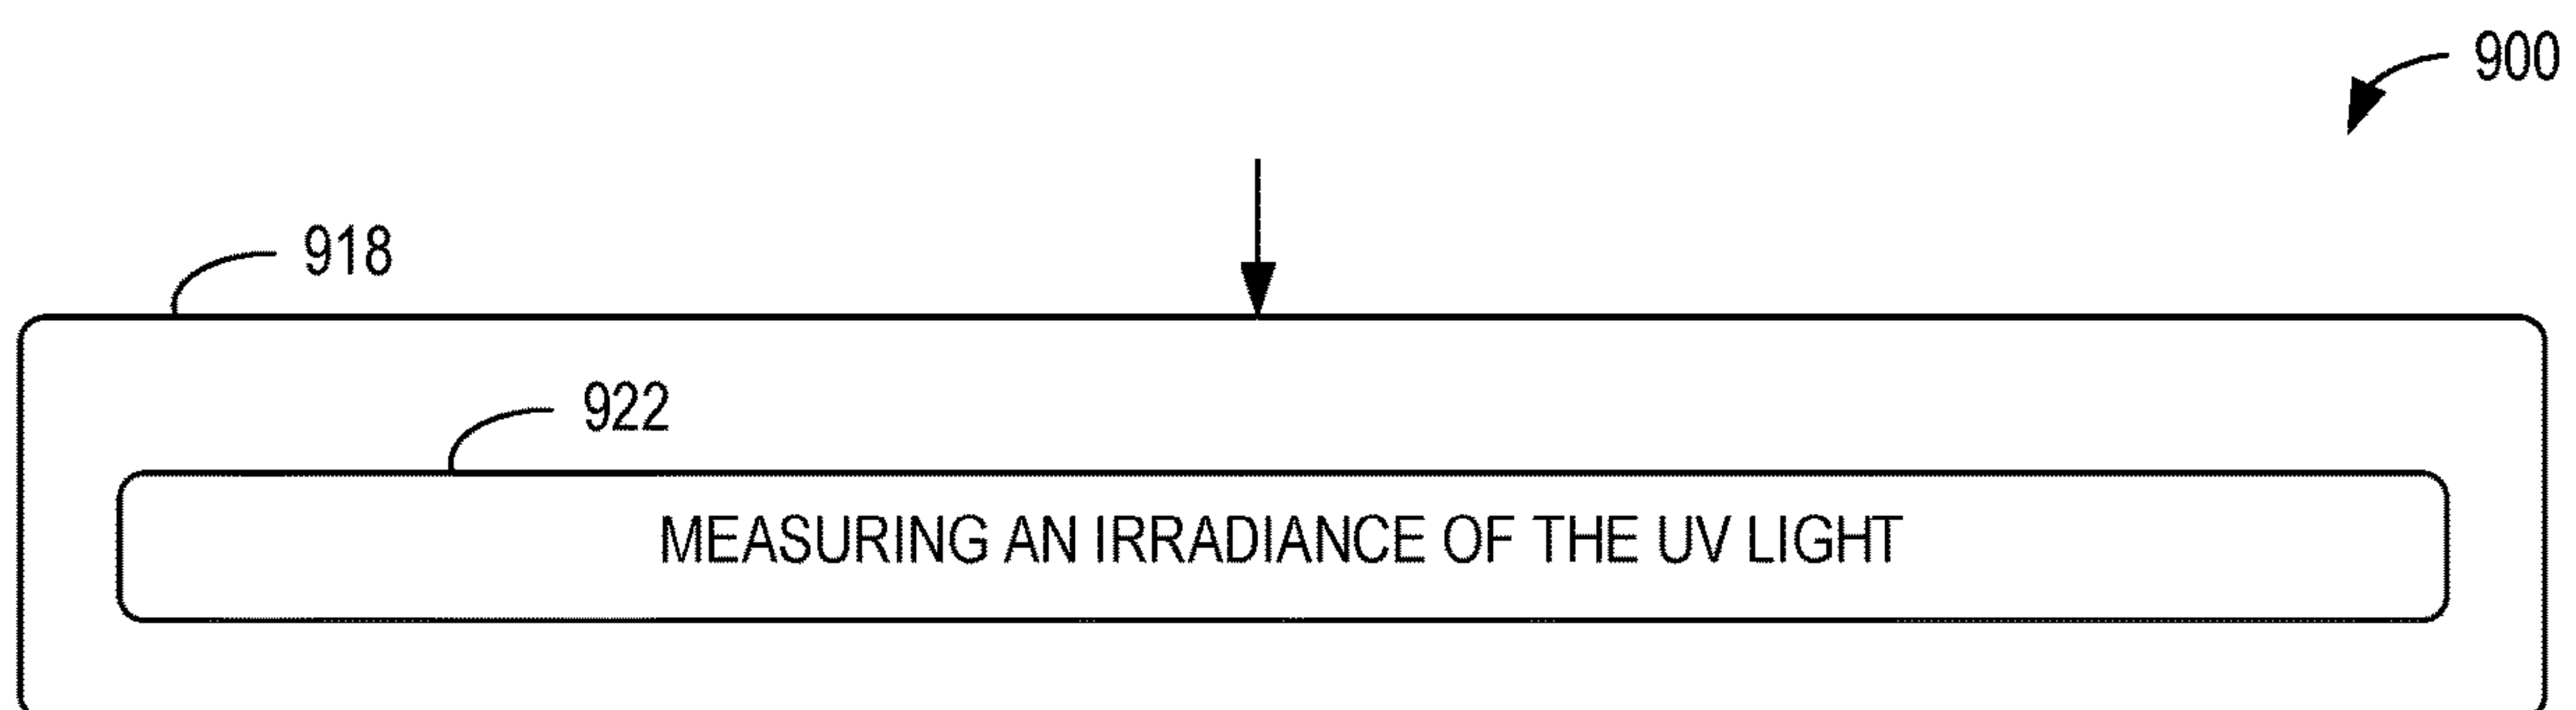 900
918
922
MEASURING AN IRRADIANCE OF THE UV LIGHT